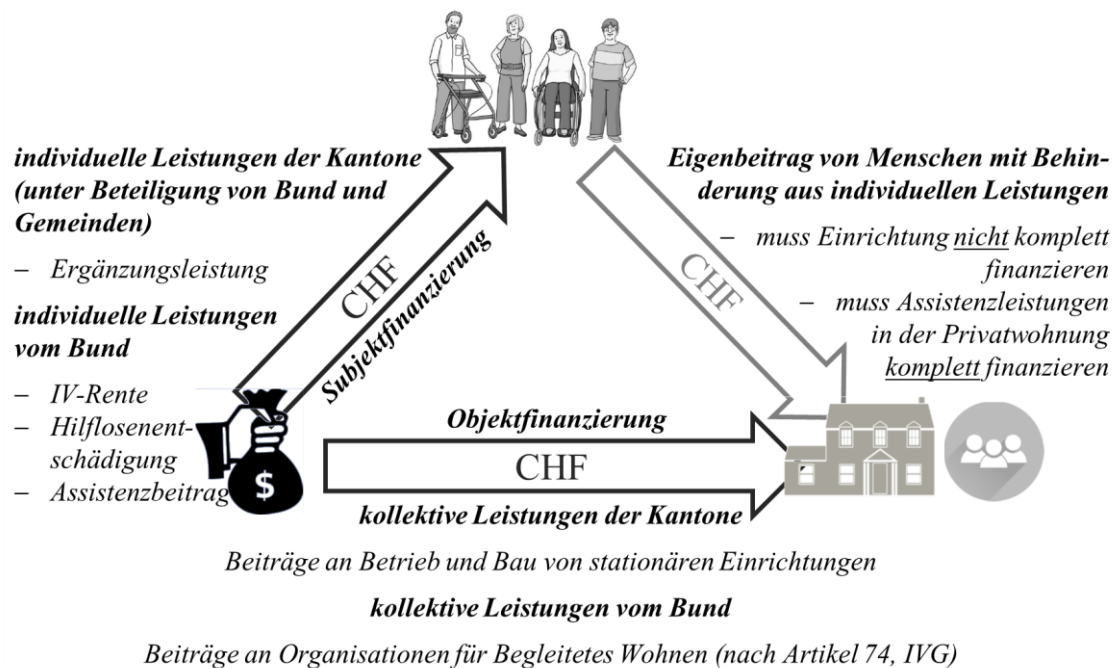 individuelle Leistungen der Kantone
(unter Beteiligung von Bund und
Gemeinden)
– Ergänzungsleistung
individuelle Leistungen
vom Bund
– IV-Rente
– Hilflosenent-
schädigung
– Assistenzbeitrag
CHF
Subjektfinanzierung
$
Eigenbeitrag von Menschen mit Behin-
derung aus individuellen Leistungen
– muss Einrichtung nicht komplett
finanzieren
– muss Assistenzleistungen
in der Privatwohnung
komplett finanzieren
CHF
Objektfinanzierung
CHF
kollektive Leistungen der Kantone
Beiträge an Betrieb und Bau von stationären Einrichtungen
kollektive Leistungen vom Bund
Beiträge an Organisationen für Begleitetes Wohnen (nach Artikel 74, IVG)